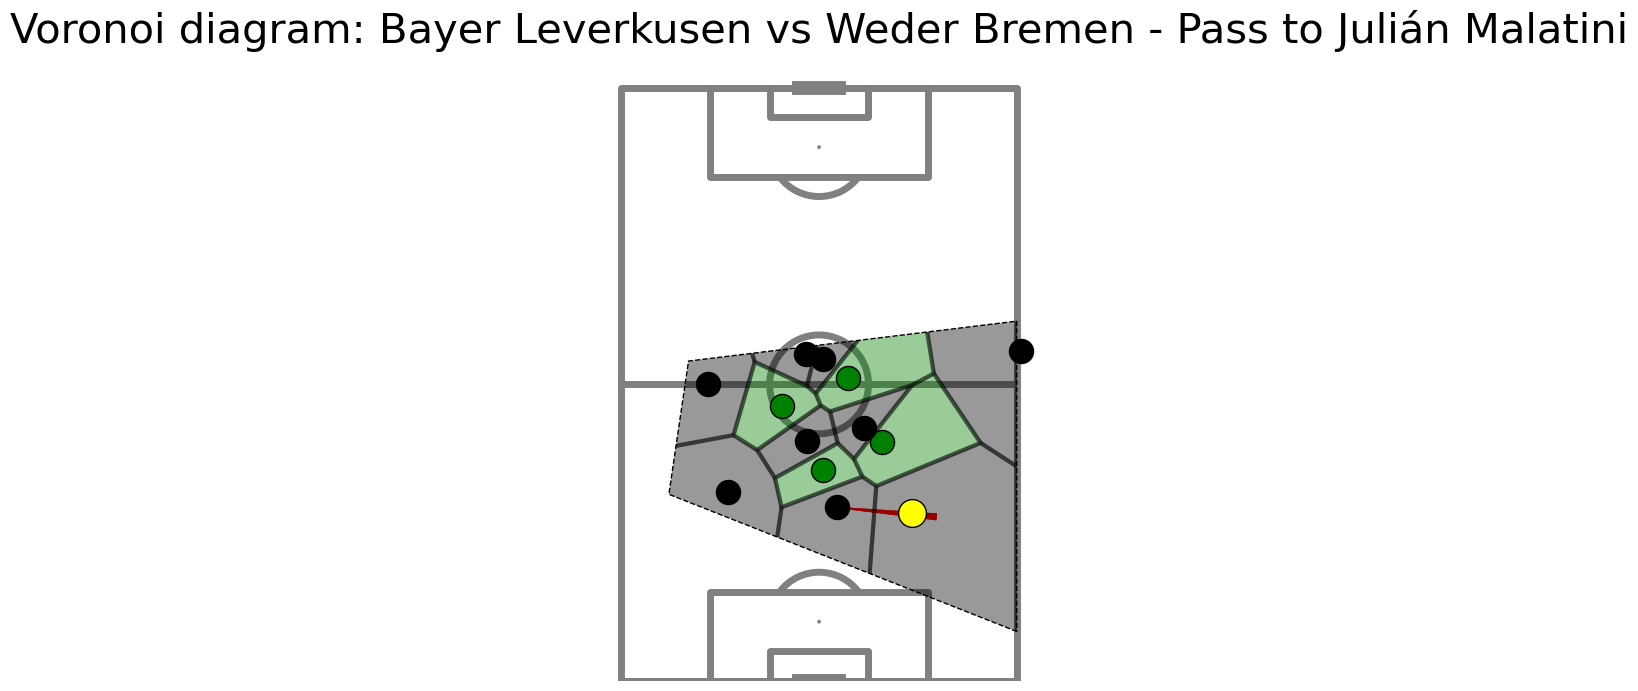 Voronoi diagram: Bayer Leverkusen vs Weder Bremen - Pass to Julián Malatini